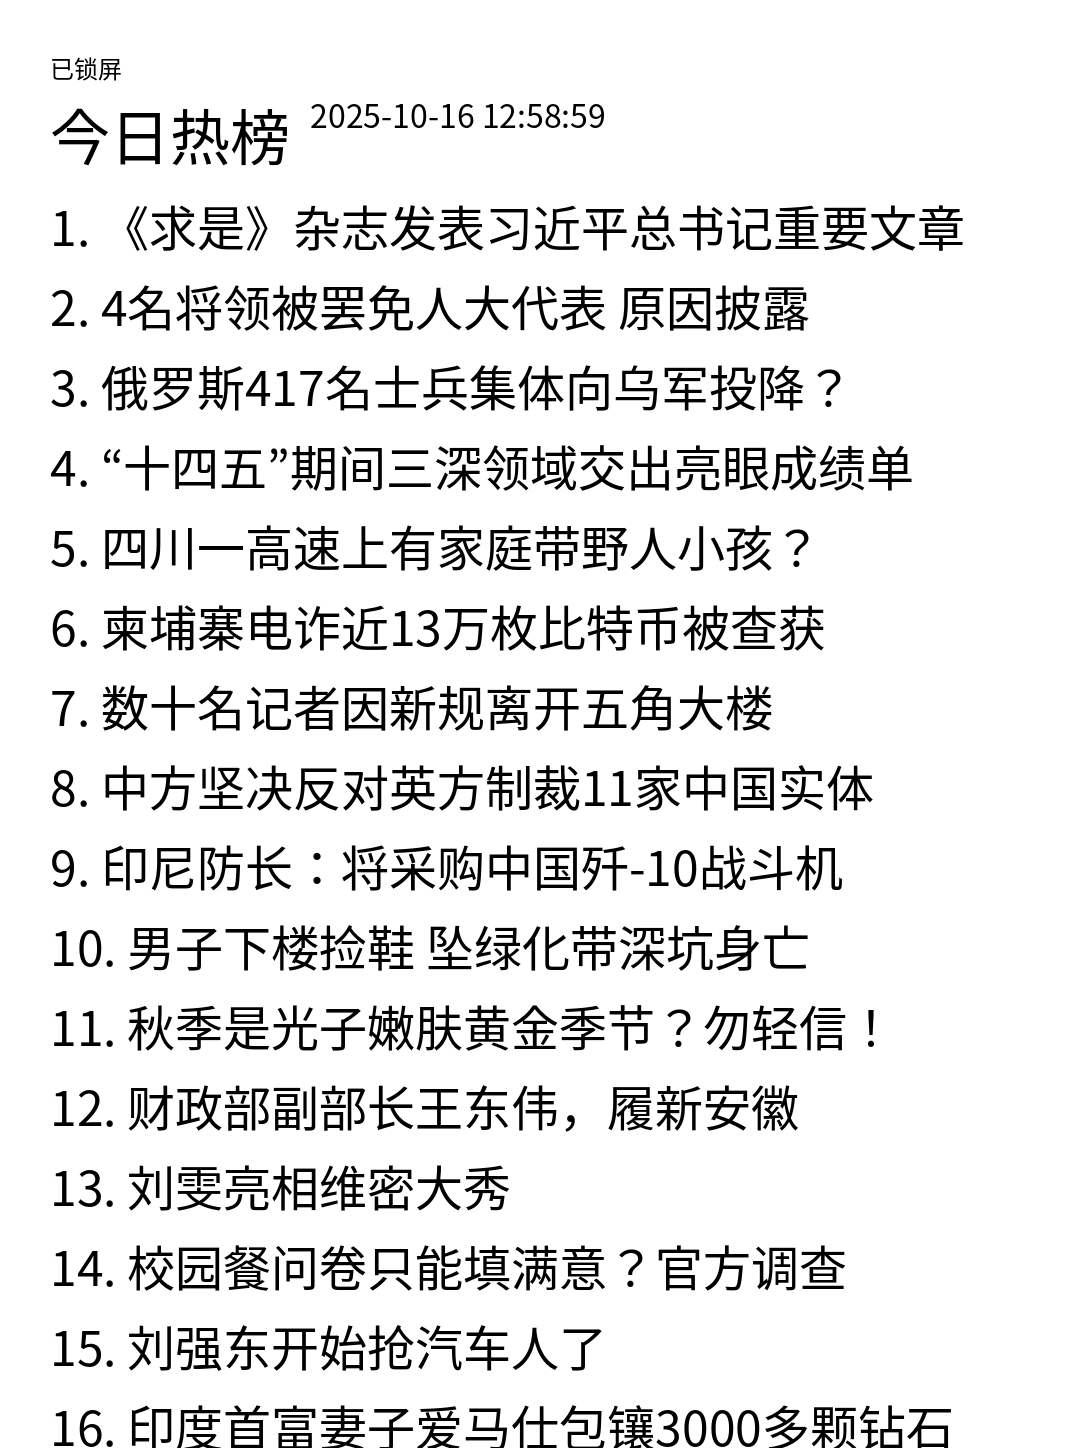 已锁屏
今日热榜 2025-10-16 12:58:59
1. 《求是》杂志发表习近平总书记重要文章
2. 4名将领被罢免人大代表 原因披露
3. 俄罗斯417名士兵集体向乌军投降？
4. “十四五”期间三深领域交出亮眼成绩单
5. 四川一高速上有家庭带野人小孩？
6. 柬埔寨电诈近13万枚比特币被查获
7. 数十名记者因新规离开五角大楼
8. 中方坚决反对英方制裁11家中国实体
9. 印尼防长：将采购中国歼-10战斗机
10. 男子下楼捡鞋 坠绿化带深坑身亡
11. 秋季是光子嫩肤黄金季节？勿轻信！
12. 财政部副部长王东伟，履新安徽
13. 刘雯亮相维密大秀
14. 校园餐问卷只能填满意？官方调查
15. 刘强东开始抢汽车人了
16. 印度首富妻子爱马仕包镶3000多颗钻石